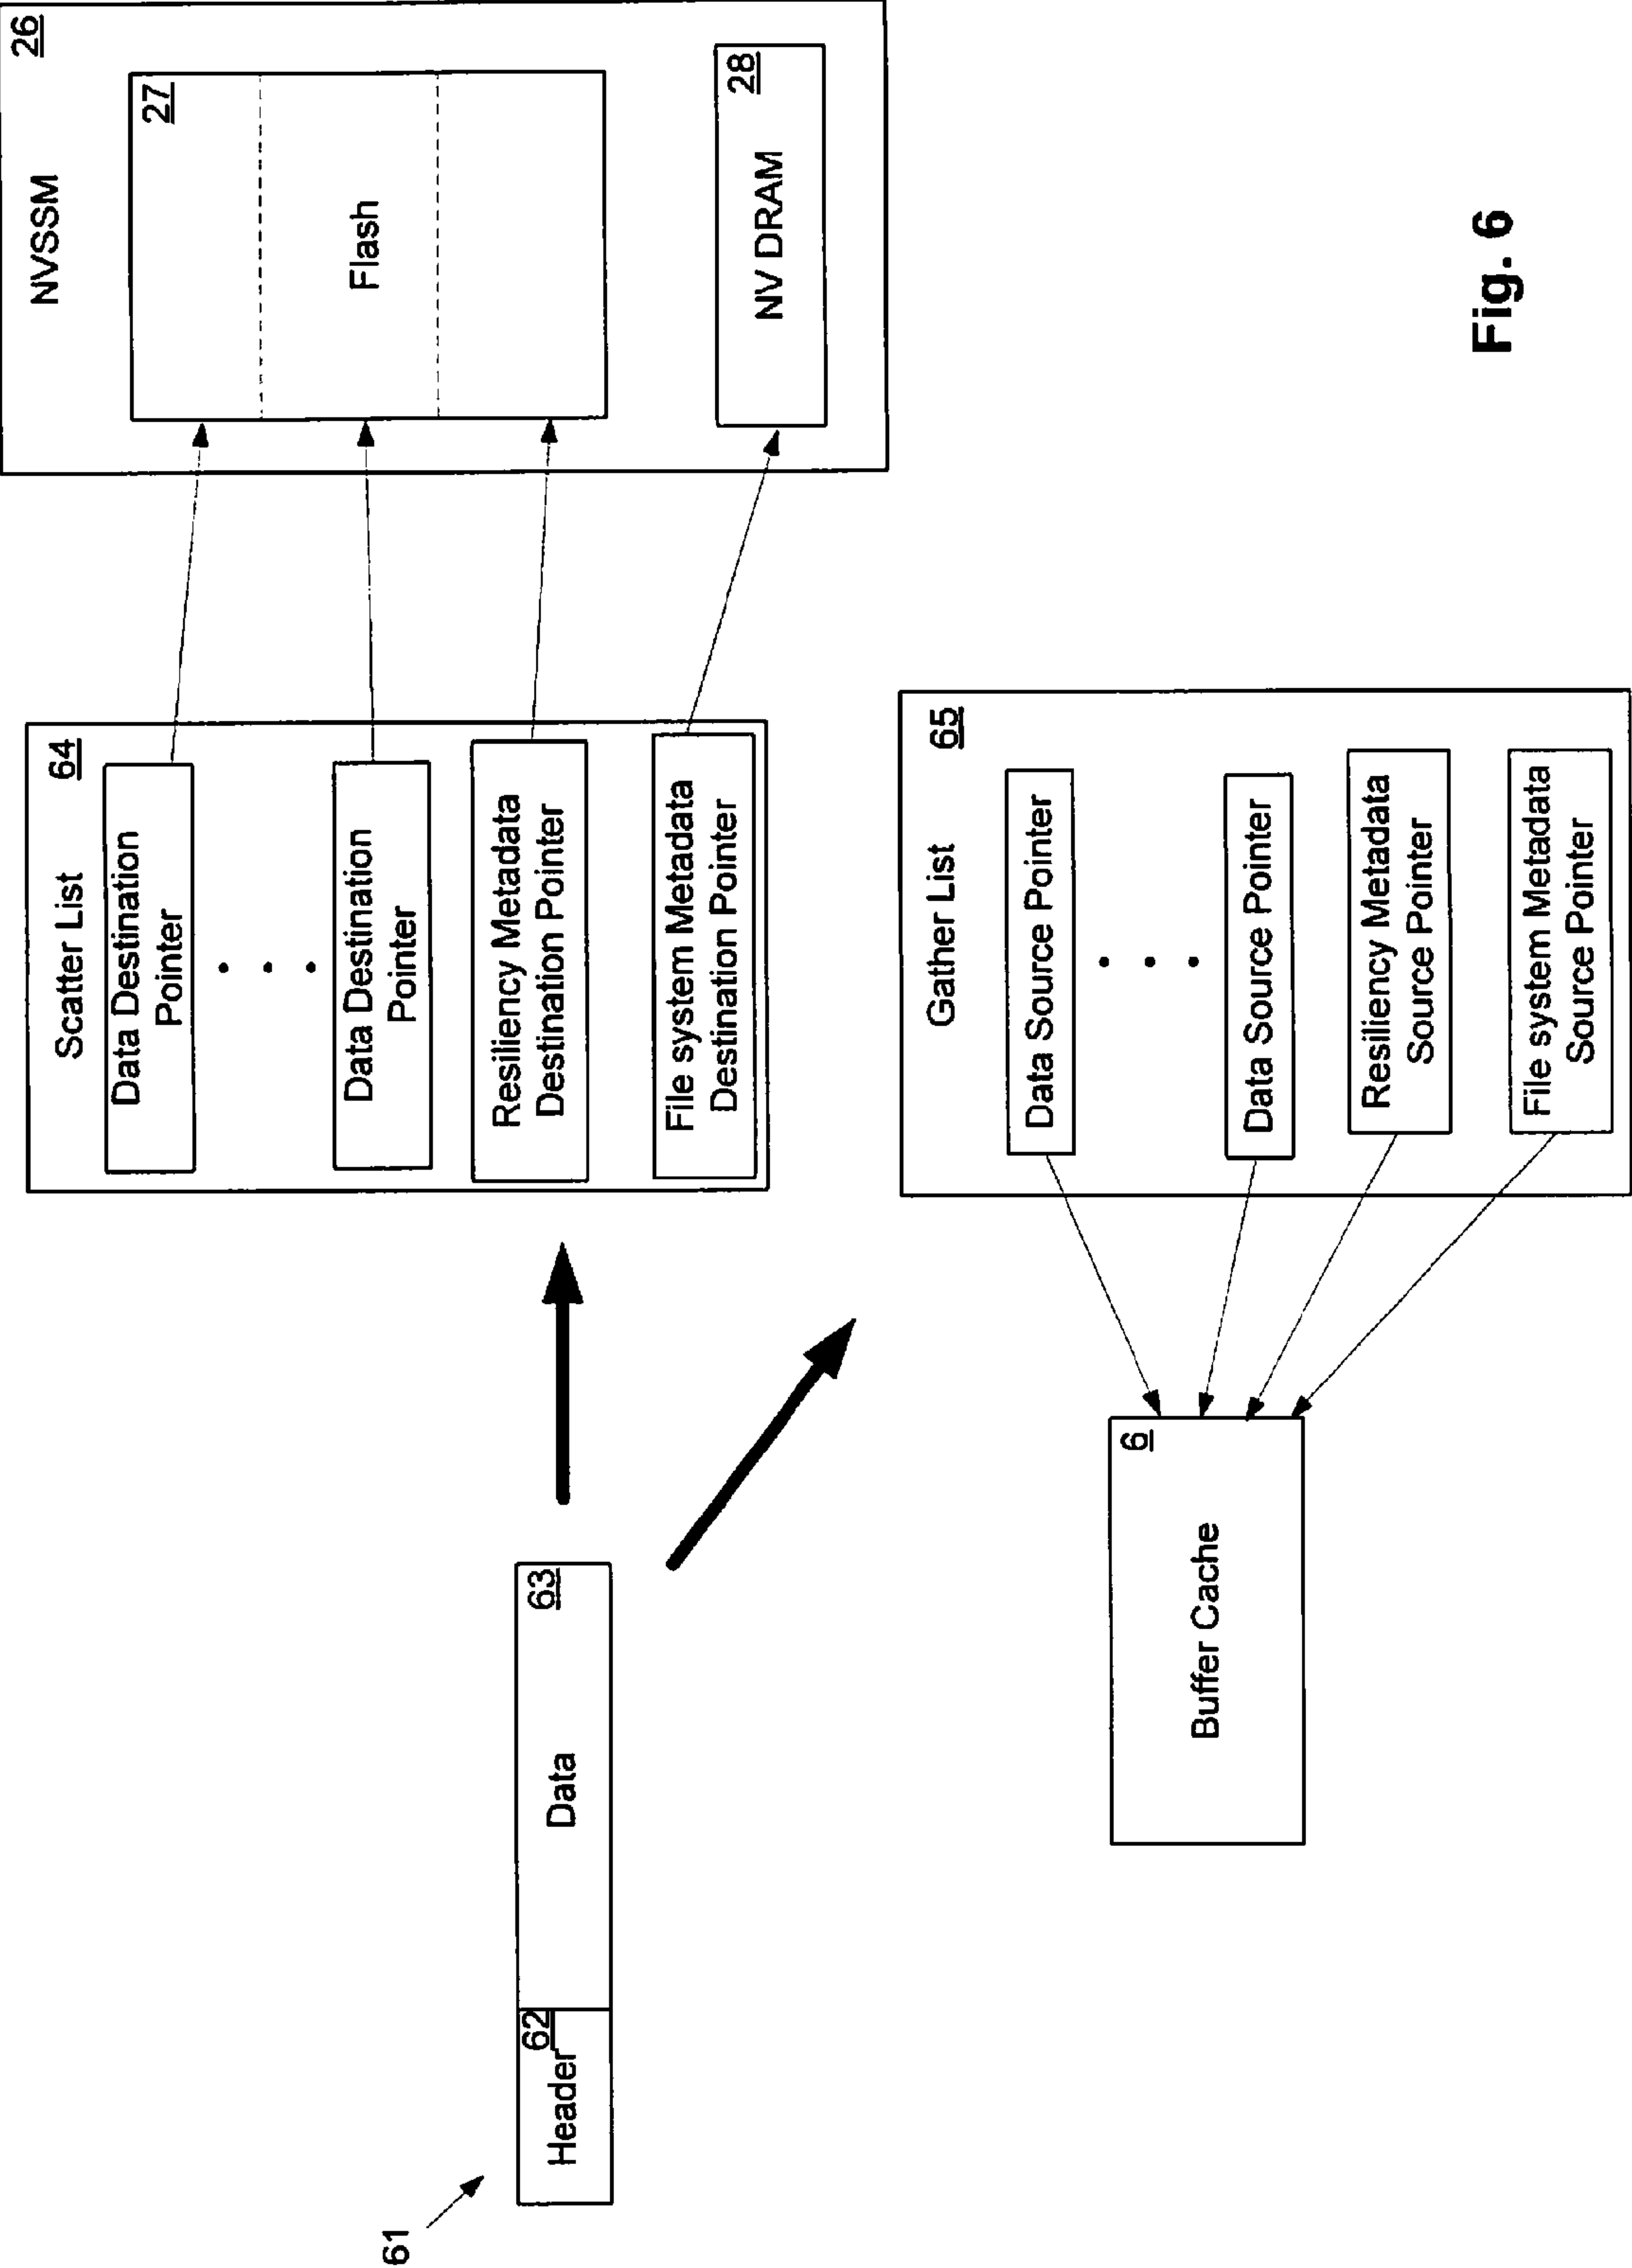 NVSSM
26
27
Flash
NV DRAM
28
Scatter List
64
Data Destination
Pointer
Data Destination
Pointer
Resiliency Metadata
Destination Pointer
File system Metadata
Destination Pointer
61
Header
62
Data
63
Gather List
65
Data Source Pointer
Data Source Pointer
Resiliency Metadata
Source Pointer
File system Metadata
Source Pointer
Buffer Cache
6
Fig. 6